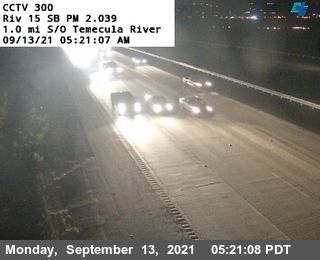 CCTV 300
Riv 15 SB PM 2.039
1.0 mi S/O Temecula River
09/13/21 05:21:07 AM
Monday, September 13, 2021 05:21:08 PDT